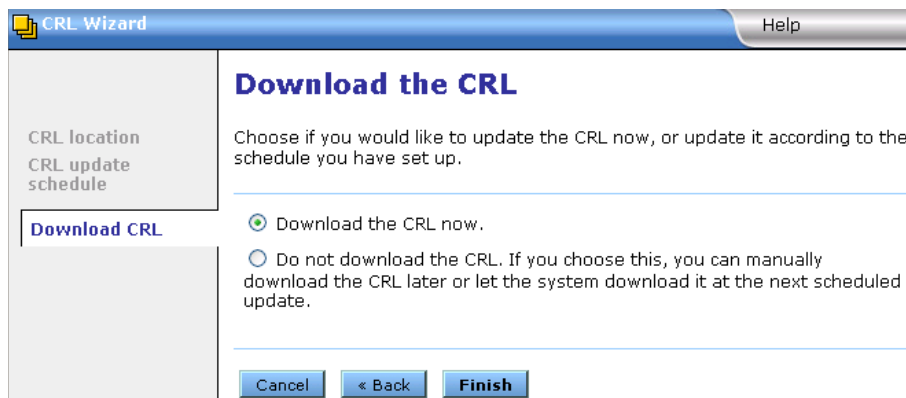 CRL Wizard
Help
Download the CRL
CRL location
CRL update
schedule
Download CRL
Choose if you would like to update the CRL now, or update it according to the
schedule you have set up.
Download the CRL now.
Do not download the CRL. If you choose this, you can manually
download the CRL later or let the system download it at the next scheduled
update.
Cancel
« Back
Finish